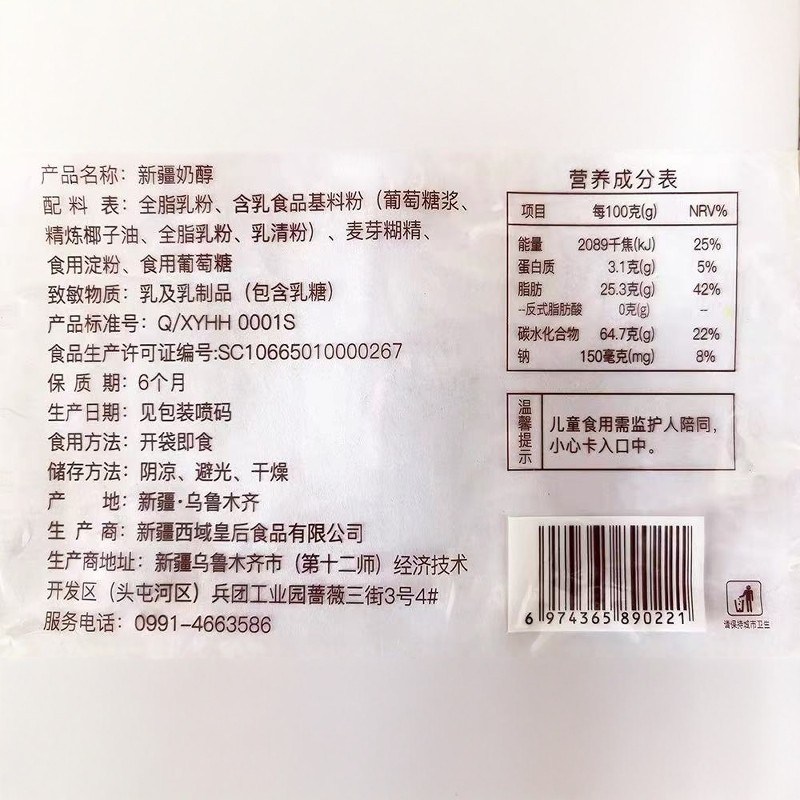 产品名称：新疆奶醇
配 料 表：全脂乳粉、含乳食品基料粉（葡萄糖浆、
精炼椰子油、全脂乳粉、乳清粉）、麦芽糊精、
食用淀粉、食用葡萄糖
致敏物质：乳及乳制品（包含乳糖）
产品标准号：Q/XYHH 0001S
食品生产许可证编号:SC10665010000267
保 质 期：6个月
生产日期：见包装喷码
食用方法：开袋即食
储存方法：阴凉、避光、干燥
产 地：新疆·乌鲁木齐
生 产 商：新疆西域皇后食品有限公司
生产商地址：新疆乌鲁木齐市（第十二师）经济技术
开发区（头屯河区）兵团工业园蔷薇三街3号4#
服务电话：0991-4663586
营养成分表
项目 每100克(g) NRV%
能量 2089千焦(kJ) 25%
蛋白质 3.1克(g) 5%
脂肪 25.3克(g) 42%
--反式脂肪酸 0克(g) --
碳水化合物 64.7克(g) 22%
钠 150毫克(mg) 8%
温馨提示
儿童食用需监护人陪同，
小心卡入口中。
6 974365 890221
请保持城市卫生